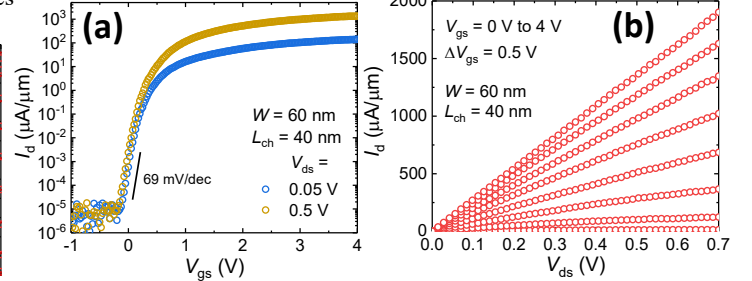 es
(a)
10³
10²
10¹
10⁰
10⁻¹
10⁻²
10⁻³
10⁻⁴
10⁻⁵
10⁻⁶
I_d (μA/μm)
W = 60 nm
L_ch = 40 nm
V_ds =
69 mV/dec
0.05 V
0.5 V
-1 0 1 2 3 4
V_gs (V)
(b)
2000
1500
1000
500
0
I_d (μA/μm)
V_gs = 0 V to 4 V
ΔV_gs = 0.5 V
W = 60 nm
L_ch = 40 nm
0.0 0.1 0.2 0.3 0.4 0.5 0.6 0.7
V_ds (V)